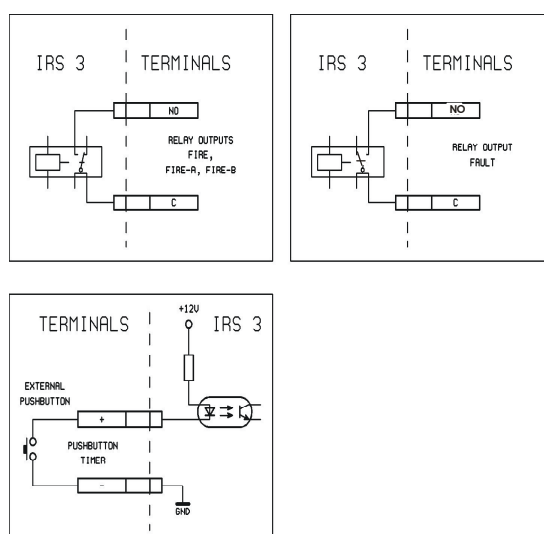 IRS 3 TERMINALS
NO
RELAY OUTPUTS
FIRE,
FIRE-A, FIRE-B
C
IRS 3 TERMINALS
NO
RELAY OUTPUT
FAULT
C
TERMINALS IRS 3
+12V
EXTERNAL
PUSHBUTTON
+
PUSHBUTTON
TIMER
-
GND